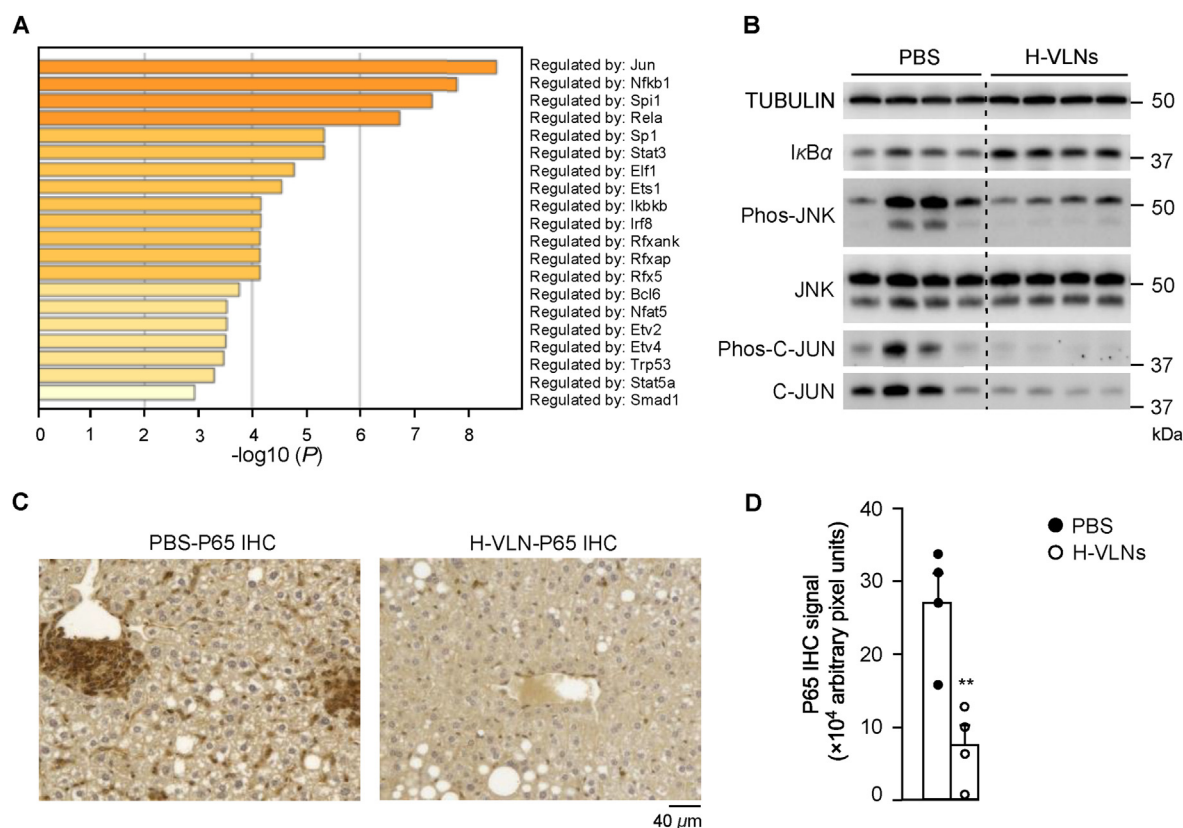 A
Regulated by: Jun
Regulated by: Nfkb1
Regulated by: Spi1
Regulated by: Rela
Regulated by: Sp1
Regulated by: Stat3
Regulated by: Elf1
Regulated by: Ets1
Regulated by: Ikbkb
Regulated by: Irf8
Regulated by: Rfxank
Regulated by: Rfxap
Regulated by: Rfx5
Regulated by: Bcl6
Regulated by: Nfat5
Regulated by: Etv2
Regulated by: Etv4
Regulated by: Trp53
Regulated by: Stat5a
Regulated by: Smad1
0 1 2 3 4 5 6 7 8
-log10 (P)
B
PBS H-VLNs
TUBULIN 50
IκBα 37
Phos-JNK 50
JNK 50
Phos-C-JUN 37
C-JUN 37
kDa
C
PBS-P65 IHC H-VLN-P65 IHC
40 μm
D
P65 IHC signal
(×10⁴ arbitrary pixel units)
40
30
20
10
0
**
PBS
H-VLNs